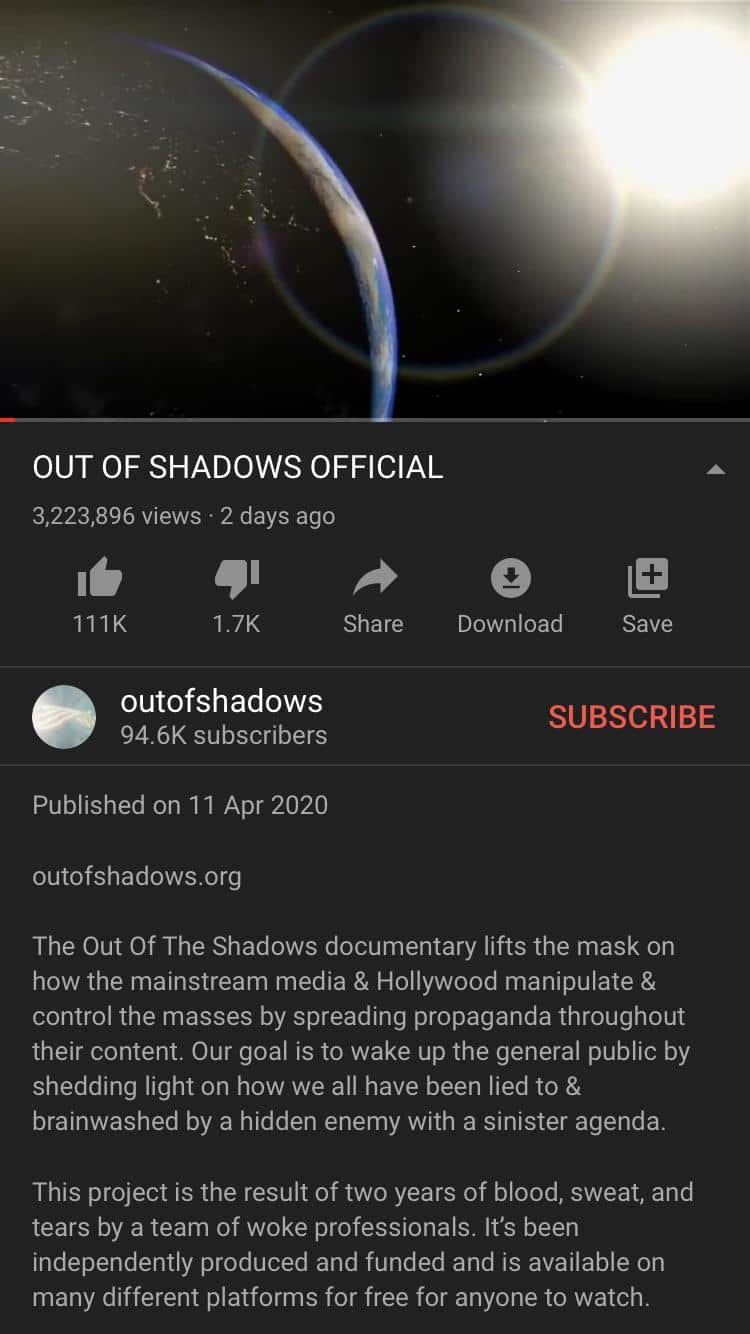 OUT OF SHADOWS OFFICIAL
3,223,896 views · 2 days ago
111K 1.7K Share Download Save
outofshadows
94.6K subscribers
SUBSCRIBE
Published on 11 Apr 2020
outofshadows.org
The Out Of The Shadows documentary lifts the mask on
how the mainstream media & Hollywood manipulate &
control the masses by spreading propaganda throughout
their content. Our goal is to wake up the general public by
shedding light on how we all have been lied to &
brainwashed by a hidden enemy with a sinister agenda.
This project is the result of two years of blood, sweat, and
tears by a team of woke professionals. It’s been
independently produced and funded and is available on
many different platforms for free for anyone to watch.